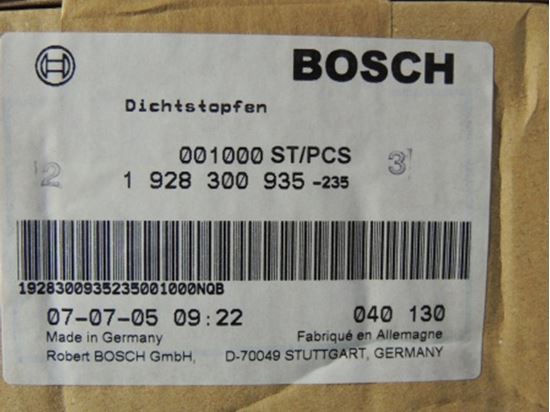 BOSCH
Dichtstopfen
001000 ST/PCS
2 1 928 300 935 -235 3
1928300935235001000NQB
07-07-05 09:22 040 130
Made in Germany Fabriqué en Allemagne
Robert BOSCH GmbH, D-70049 STUTTGART, GERMANY